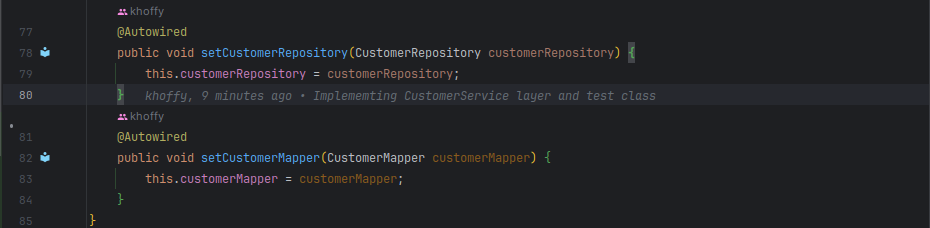 khoffy
77 @Autowired
78 public void setCustomerRepository(CustomerRepository customerRepository) {
79 this.customerRepository = customerRepository;
80 } khoffy, 9 minutes ago • Implememting CustomerService layer and test class
khoffy
81 @Autowired
82 public void setCustomerMapper(CustomerMapper customerMapper) {
83 this.customerMapper = customerMapper;
84 }
85 }